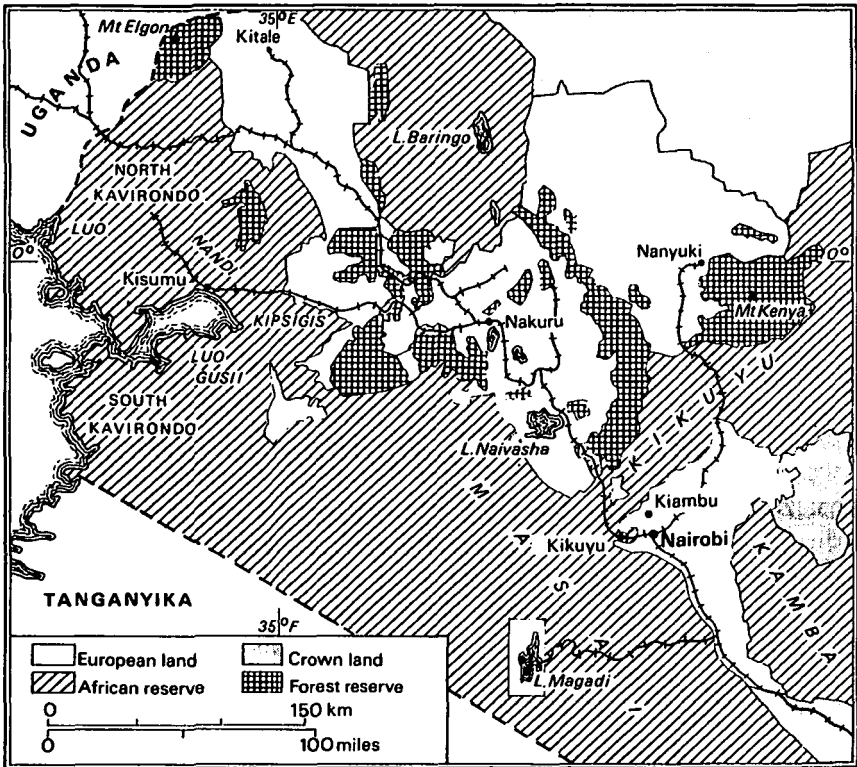 Mt Elgon
35°E
Kitale
UGANDA
L. Baringo
NORTH
KAVIRONDO
LUO
NANDI
0°
0°
Nanyuki
Kisumu
Mt Kenya
KIPSIGIS
Nakuru
LUO
GUSII
SOUTH
KAVIRONDO
KIKUYU
L. Naivasha
MASAI
Kiambu
Kikuyu
Nairobi
KAMBA
TANGANYIKA
35°F
European land
Crown land
African reserve
Forest reserve
L. Magadi
0 150 km
0 100 miles